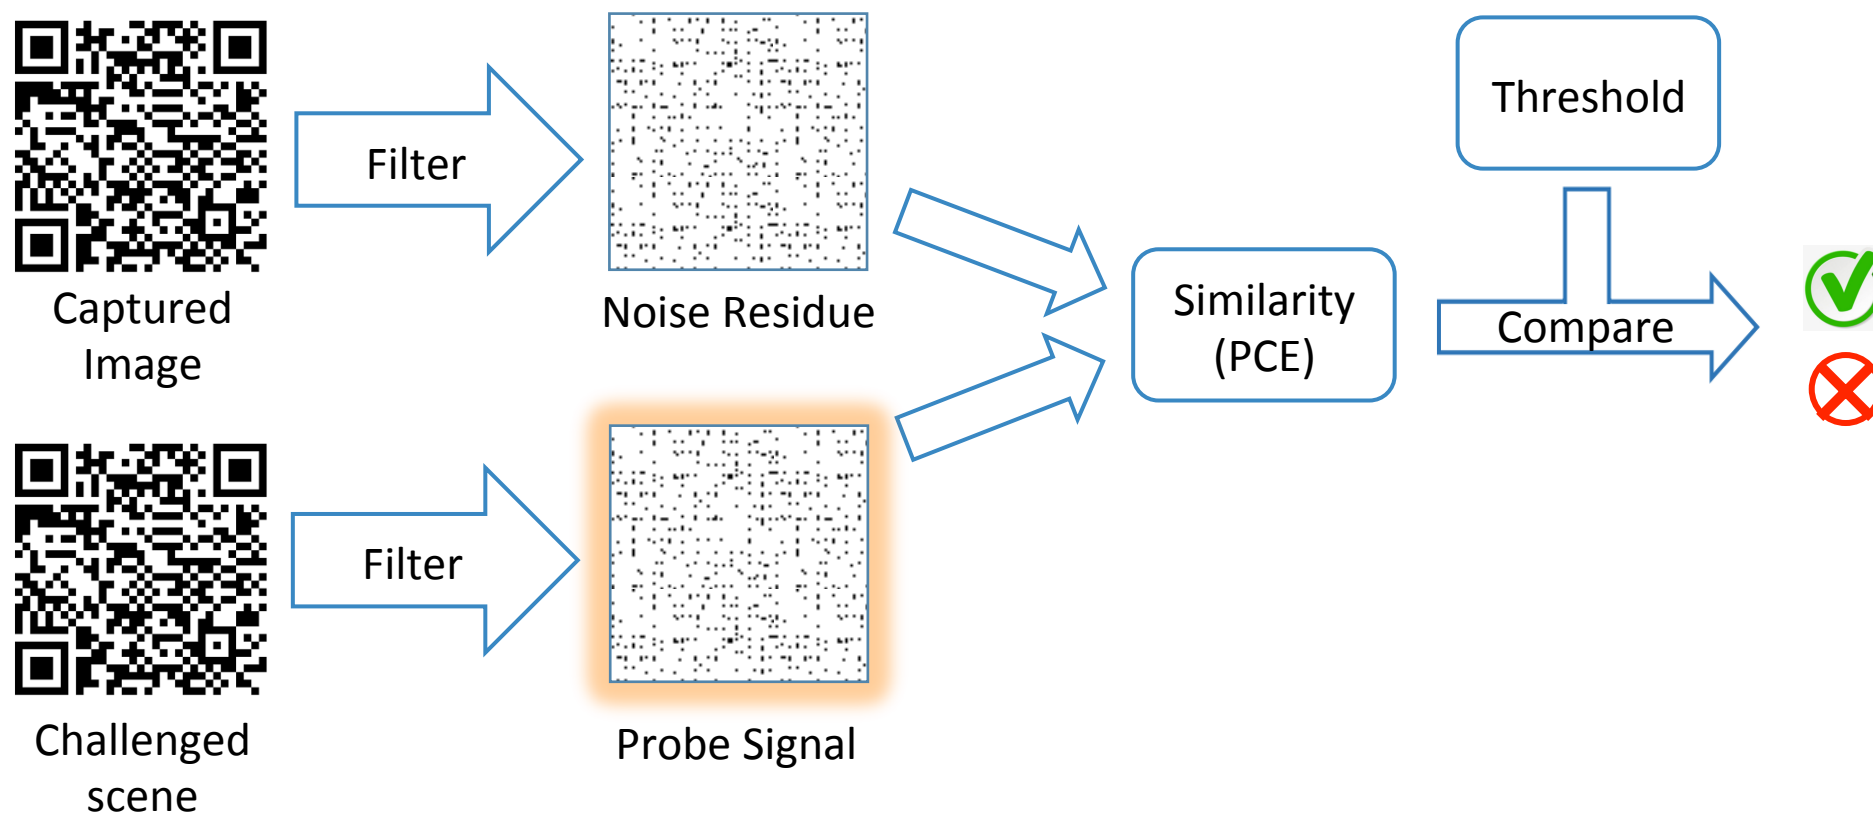 Captured
Image
Filter
Noise Residue
Threshold
Similarity
(PCE)
Compare
Challenged
scene
Filter
Probe Signal